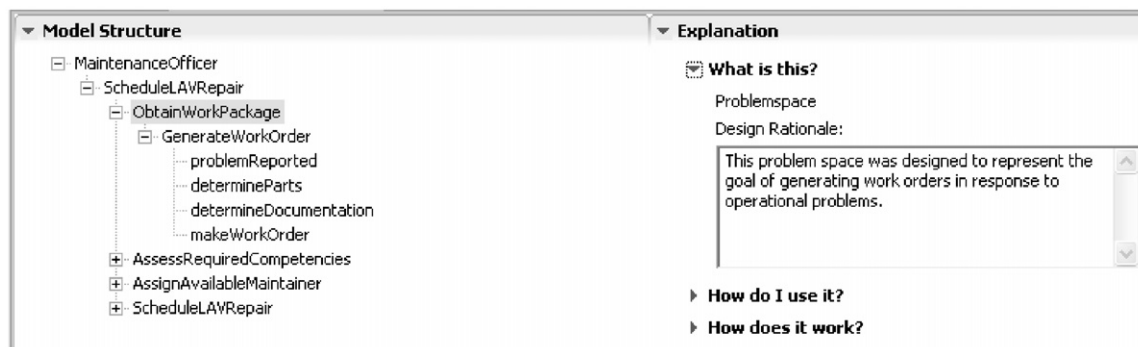 Model Structure
MaintenanceOfficer
ScheduleLAVRepair
ObtainWorkPackage
GenerateWorkOrder
problemReported
determineParts
determineDocumentation
makeWorkOrder
AssessRequiredCompetencies
AssignAvailableMaintainer
ScheduleLAVRepair
Explanation
What is this?
Problemspace
Design Rationale:
This problem space was designed to represent the
goal of generating work orders in response to
operational problems.
How do I use it?
How does it work?